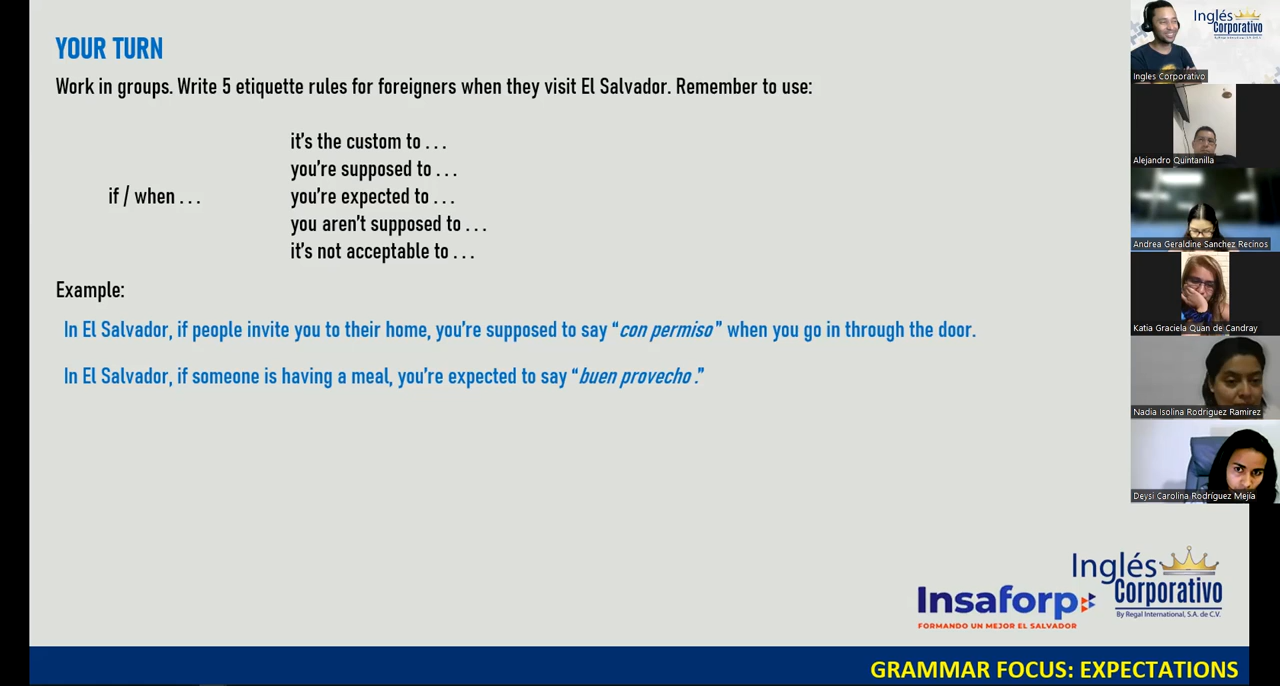 YOUR TURN
Work in groups. Write 5 etiquette rules for foreigners when they visit El Salvador. Remember to use:
it's the custom to . . .
you're supposed to . . .
if / when . . .
you're expected to . . .
you aren't supposed to . . .
it's not acceptable to . . .
Example:
In El Salvador, if people invite you to their home, you're supposed to say “con permiso” when you go in through the door.
In El Salvador, if someone is having a meal, you're expected to say “buen provecho.”
Inglés
Corporativo
Ingles Corporativo
Alejandro Quintanilla
Andrea Geraldine Sanchez Recinos
Katia Graciela Quan de Candray
Nadia Isolina Rodriguez Ramirez
Deysi Carolina Rodríguez Mejía
Insaforp
FORMANDO UN MEJOR EL SALVADOR
Inglés
Corporativo
By Regal International, S.A. de C.V.
GRAMMAR FOCUS: EXPECTATIONS